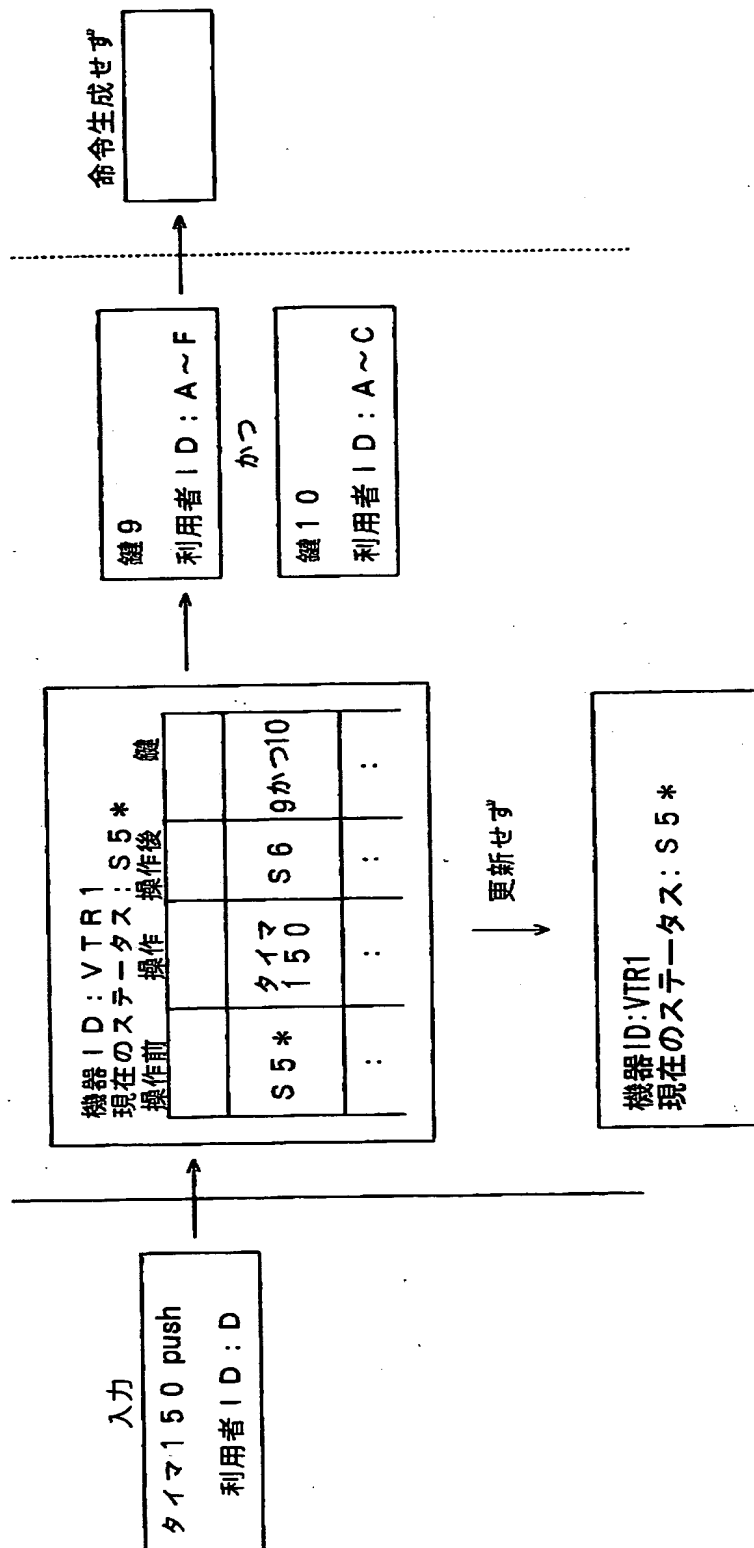 入力
タイマ150 push
利用者ID:D
機器ID:VTR1
現在のステータス:S5*
操作前 操作 操作後 鍵
S5* タイマ150 S6 9かつ10
: : : :
更新せず
機器ID:VTR1
現在のステータス:S5*
鍵9
利用者ID:A~F
かつ
鍵10
利用者ID:A~C
命令生成せず